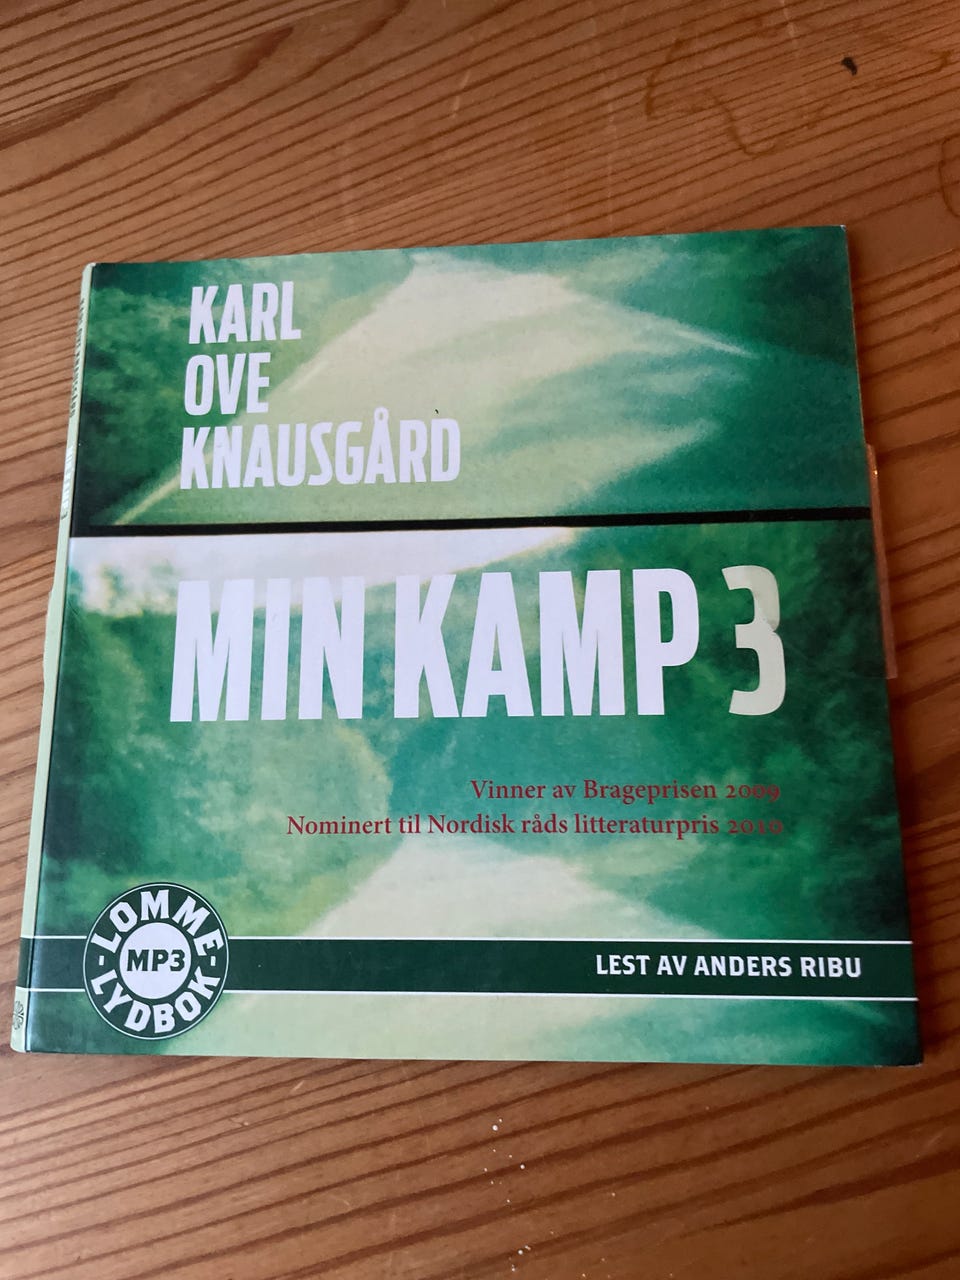 KARL
OVE
KNAUSGÅRD
MIN KAMP 3
Vinner av Brageprisen 2009
Nominert til Nordisk råds litteraturpris 2010
LOMME-
MP3
LYDBOK
LEST AV ANDERS RIBU